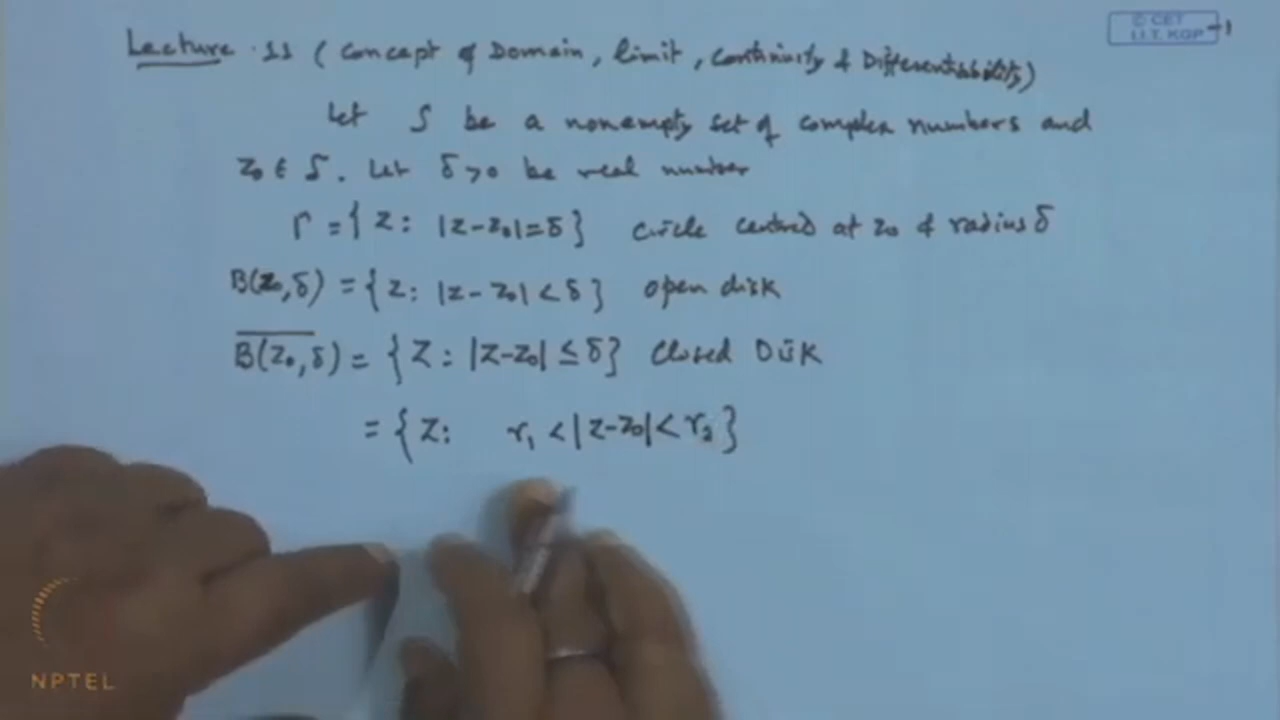 © CET
I.I.T. KGP
Lecture 11 ( Concept of Domain, limit, Continuity & Differentiability)
Let S be a nonempty set of complex numbers and
z₀ ∈ S. Let δ > 0 be real number
Γ = { z : |z - z₀| = δ } circle centred at z₀ & radius δ
B(z₀, δ) = { z : |z - z₀| < δ } open disk
\overline{B(z₀, δ)} = { z : |z - z₀| ≤ δ } Closed Disk
= { z : r₁ < |z - z₀| < r₂ }
NPTEL